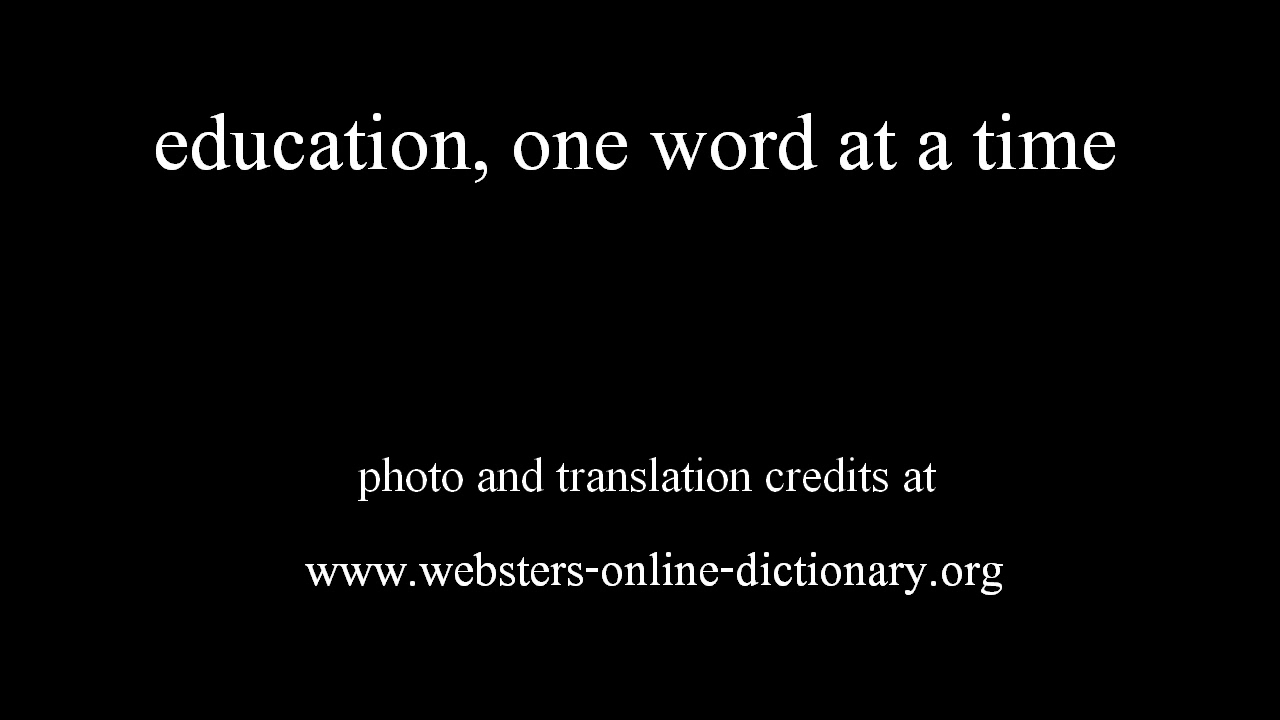 education, one word at a time
photo and translation credits at
www.websters-online-dictionary.org